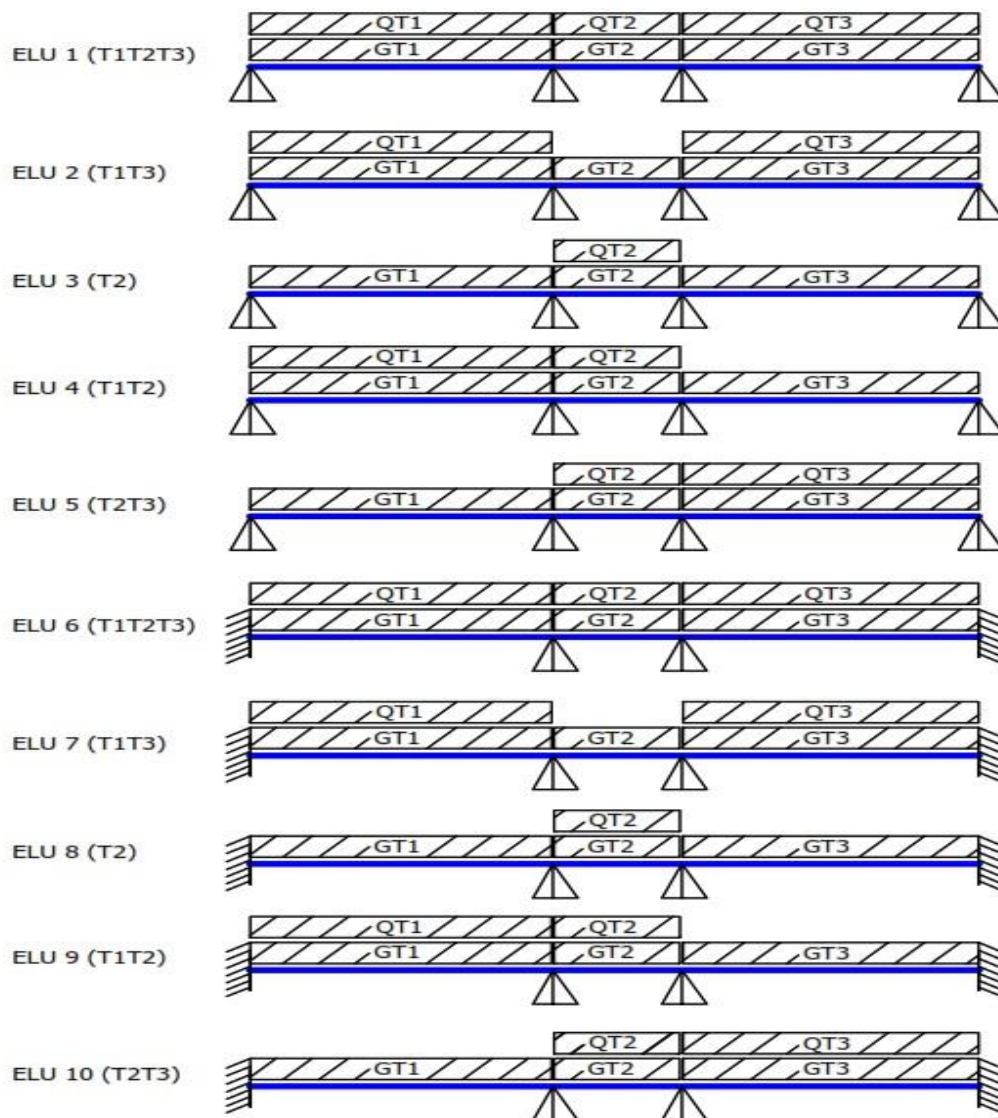 QT1 QT2 QT3
ELU 1 (T1T2T3) GT1 GT2 GT3
QT1 QT3
ELU 2 (T1T3) GT1 GT2 GT3
QT2
ELU 3 (T2) GT1 GT2 GT3
QT1 QT2
ELU 4 (T1T2) GT1 GT2 GT3
QT2 QT3
ELU 5 (T2T3) GT1 GT2 GT3
QT1 QT2 QT3
ELU 6 (T1T2T3) GT1 GT2 GT3
QT1 QT3
ELU 7 (T1T3) GT1 GT2 GT3
QT2
ELU 8 (T2) GT1 GT2 GT3
QT1 QT2
ELU 9 (T1T2) GT1 GT2 GT3
QT2 QT3
ELU 10 (T2T3) GT1 GT2 GT3